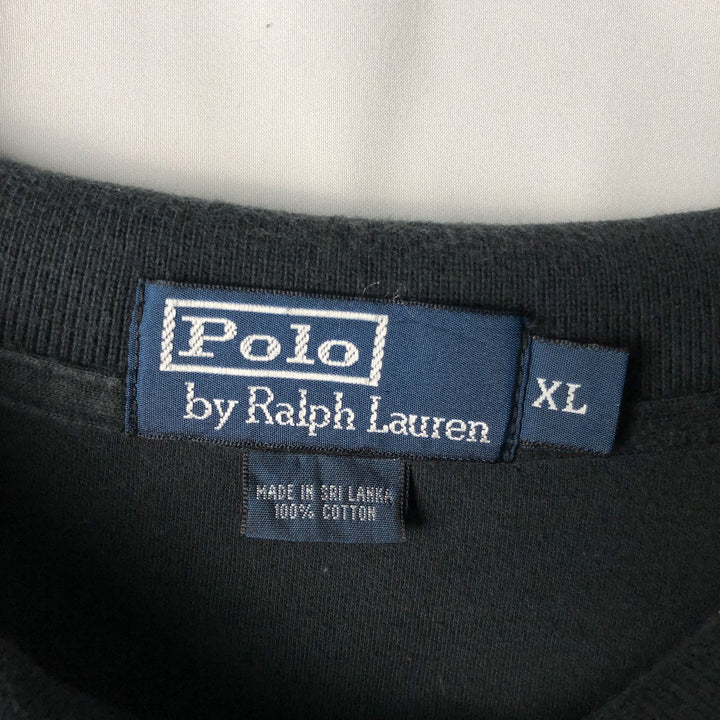 Polo
by Ralph Lauren
XL
MADE IN SRI LANKA
100% COTTON